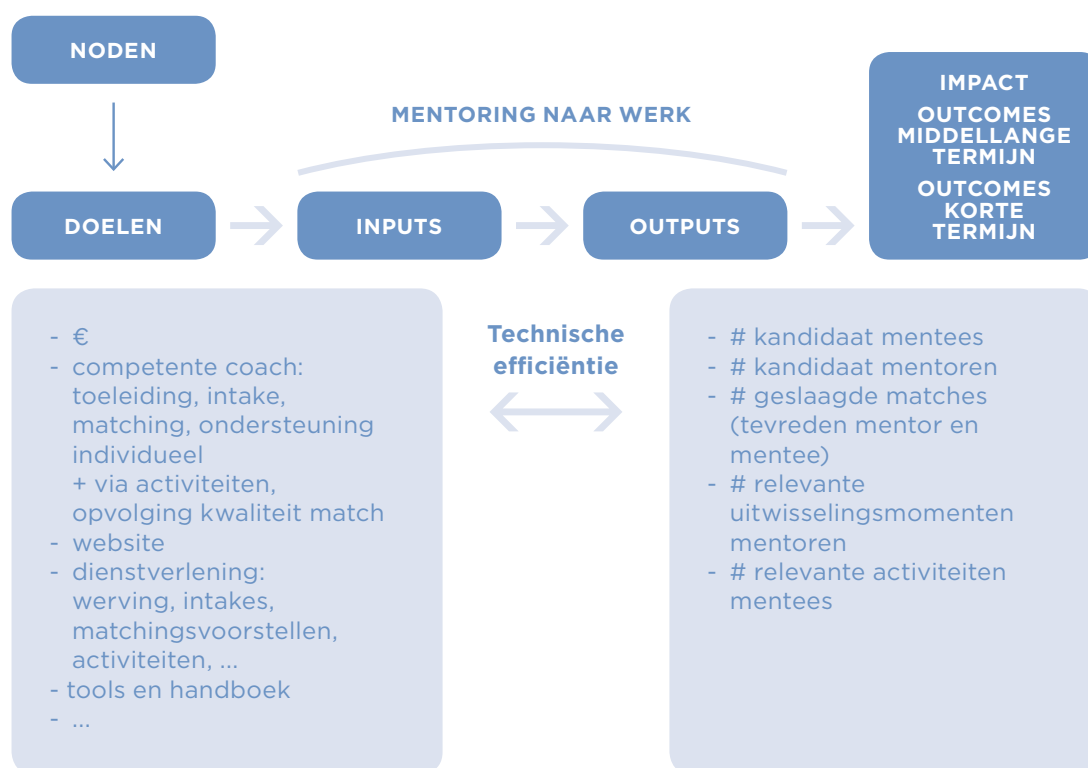 NODEN
MENTORING NAAR WERK
IMPACT
OUTCOMES
MIDDELLANGE
TERMIJN
OUTCOMES
KORTE
TERMIJN
DOELEN
INPUTS
OUTPUTS
- €
- competente coach:
toeleiding, intake,
matching, ondersteuning
individueel
+ via activiteiten,
opvolging kwaliteit match
- website
- dienstverlening:
werving, intakes,
matchingsvoorstellen,
activiteiten, ...
- tools en handboek
- ...
Technische
efficiëntie
- # kandidaat mentees
- # kandidaat mentoren
- # geslaagde matches
(tevreden mentor en
mentee)
- # relevante
uitwisselingsmomenten
mentoren
- # relevante activiteiten
mentees